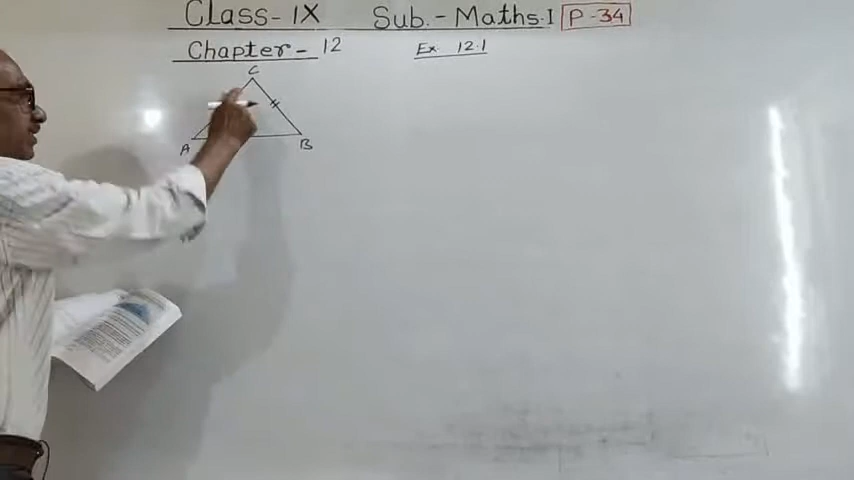 Class - IX Sub. - Maths.I P - 34
Chapter - 12 Ex. 12.1
C
A B